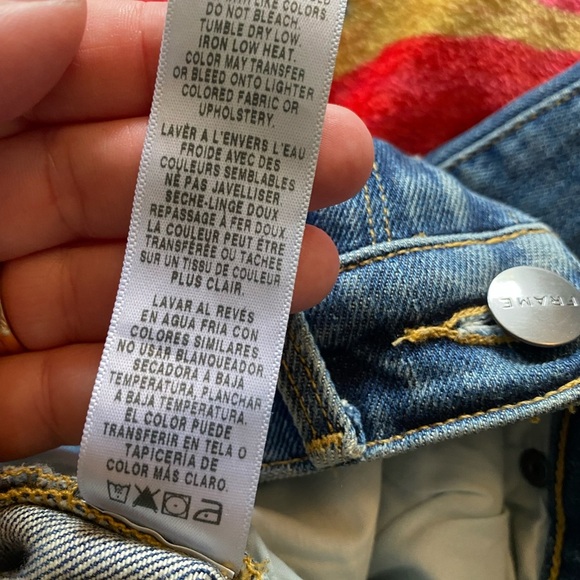 LIKE COLORS
DO NOT BLEACH.
TUMBLE DRY LOW.
IRON LOW HEAT.
COLOR MAY TRANSFER
OR BLEED ONTO LIGHTER
COLORED FABRIC OR
UPHOLSTERY.
LAVER A L'ENVERS L'EAU
FROIDE AVEC DES
COULEURS SEMBLABLES
NE PAS JAVELLISER
SECHE-LINGE DOUX
REPASSAGE À FER DOUX
LA COULEUR PEUT ÊTRE
TRANSFÉRÉE OU TACHÉE
SUR UN TISSU DE COULEUR
PLUS CLAIR.
LAVAR AL REVÉS
EN AGUA FRIA CON
COLORES SIMILARES.
NO USAR BLANQUEADOR
SECADORA A BAJA
TEMPERATURA, LANCHAR
A BAJA TEMPERATURA.
EL COLOR PUEDE
TRANSFERIR EN TELA O
TAPICERIA DE
COLOR MÁS CLARO.
FRAME